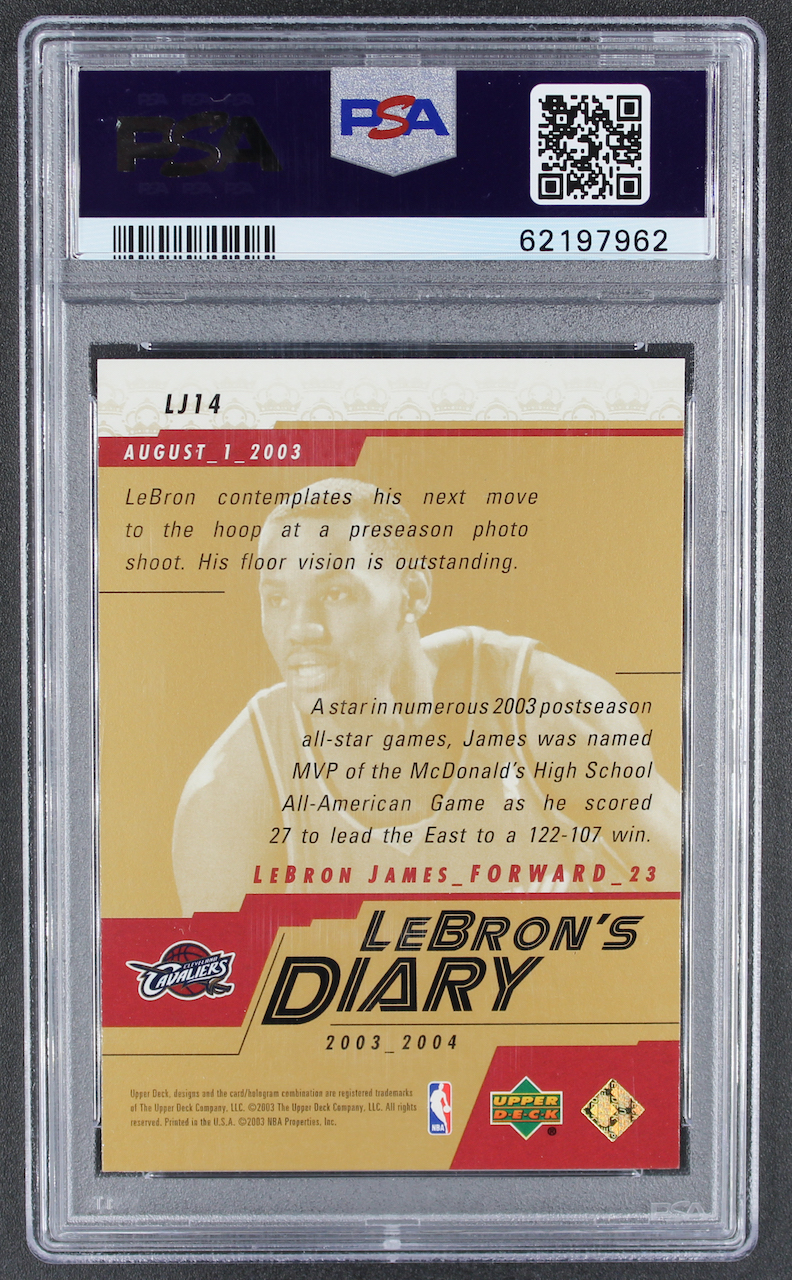 PSA
PSA
62197962
LJ14
AUGUST_1_2003
LeBron contemplates his next move
to the hoop at a preseason photo
shoot. His floor vision is outstanding.
A star in numerous 2003 postseason
all-star games, James was named
MVP of the McDonald's High School
All-American Game as he scored
27 to lead the East to a 122-107 win.
LEBRON JAMES_FORWARD_23
LEBRON'S
DIARY
CLEVELAND
CAVALIERS
2003_2004
Upper Deck, designs and the card/hologram combination are registered trademarks
of The Upper Deck Company, LLC. ©2003 The Upper Deck Company, LLC. All rights
reserved. Printed in the U.S.A. ©2003 NBA Properties, Inc.
NBA
UPPER
DECK
®
PSA